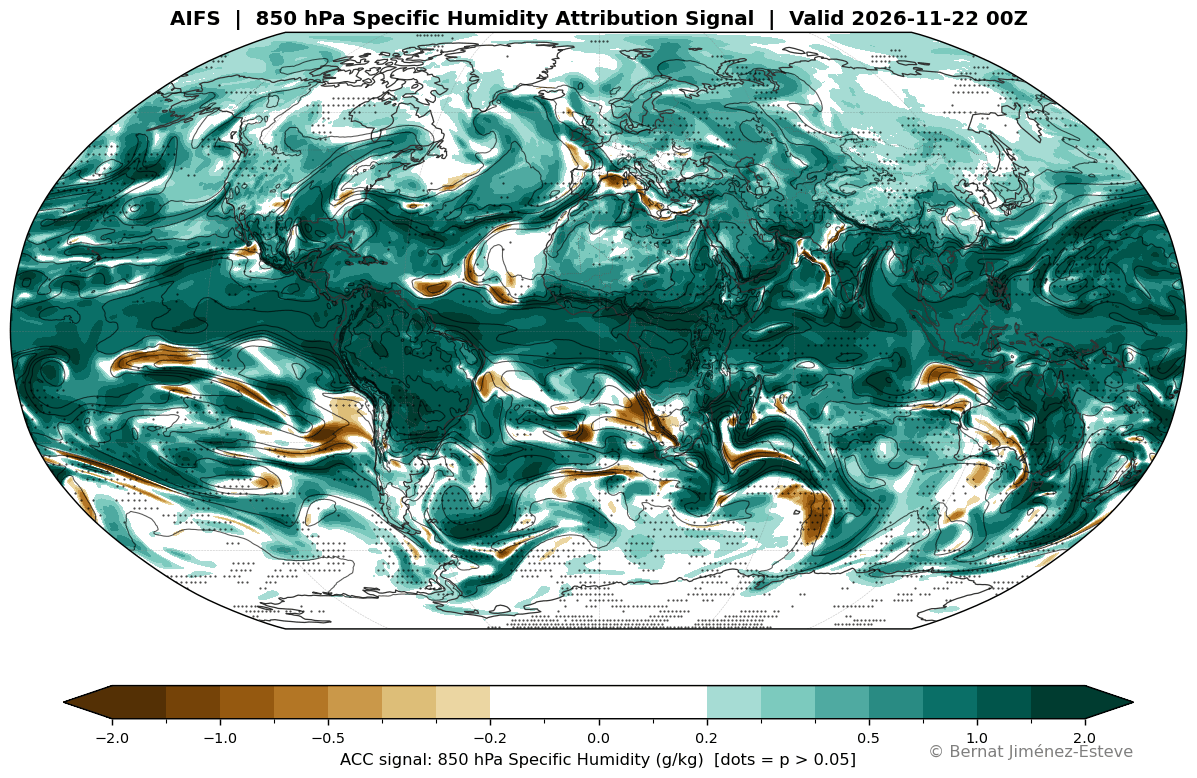 AIFS | 850 hPa Specific Humidity Attribution Signal | Valid 2026-11-22 00Z
−2.0 −1.0 −0.5 −0.2 0.0 0.2 0.5 1.0 2.0
ACC signal: 850 hPa Specific Humidity (g/kg) [dots = p > 0.05]
© Bernat Jiménez-Esteve